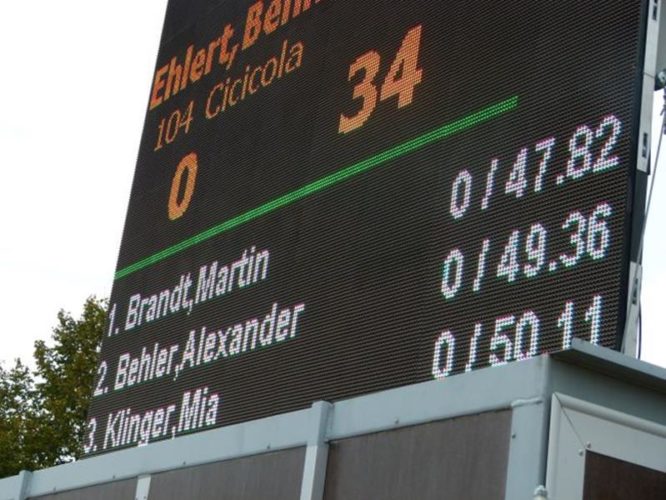 Ehlert,
104 Cicicola
0 34
1. Brandt,Martin 0 / 47.82
2. Behler,Alexander 0 / 49.36
3. Klinger,Mia 0 / 50.11